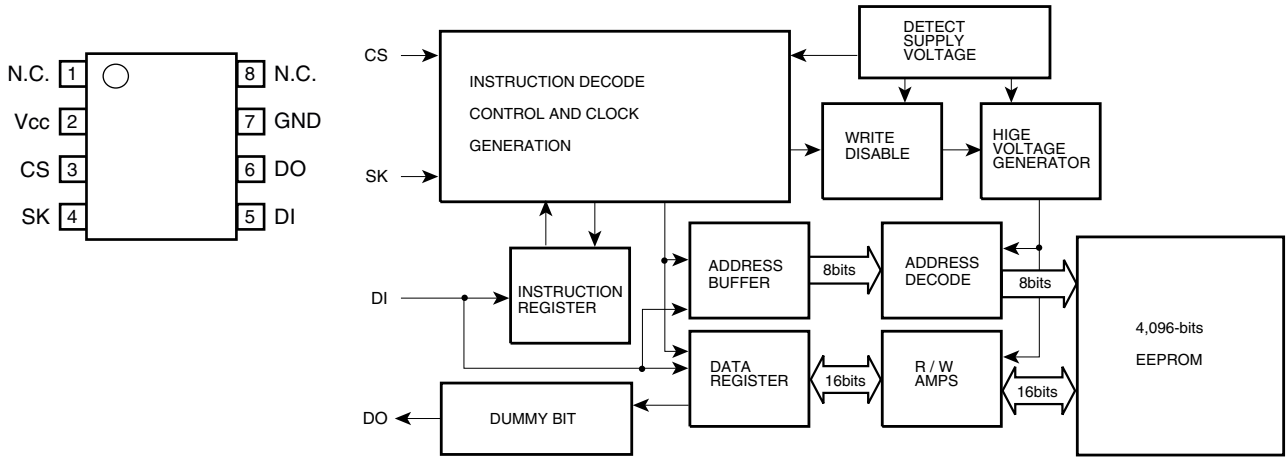 N.C. 1
8 N.C.
Vcc 2
7 GND
CS 3
6 DO
SK 4
5 DI
CS
SK
DI
DO
INSTRUCTION DECODE
CONTROL AND CLOCK
GENERATION
DETECT
SUPPLY
VOLTAGE
WRITE
DISABLE
HIGE
VOLTAGE
GENERATOR
INSTRUCTION
REGISTER
ADDRESS
BUFFER
8bits
ADDRESS
DECODE
8bits
DATA
REGISTER
16bits
R / W
AMPS
16bits
4,096-bits
EEPROM
DUMMY BIT